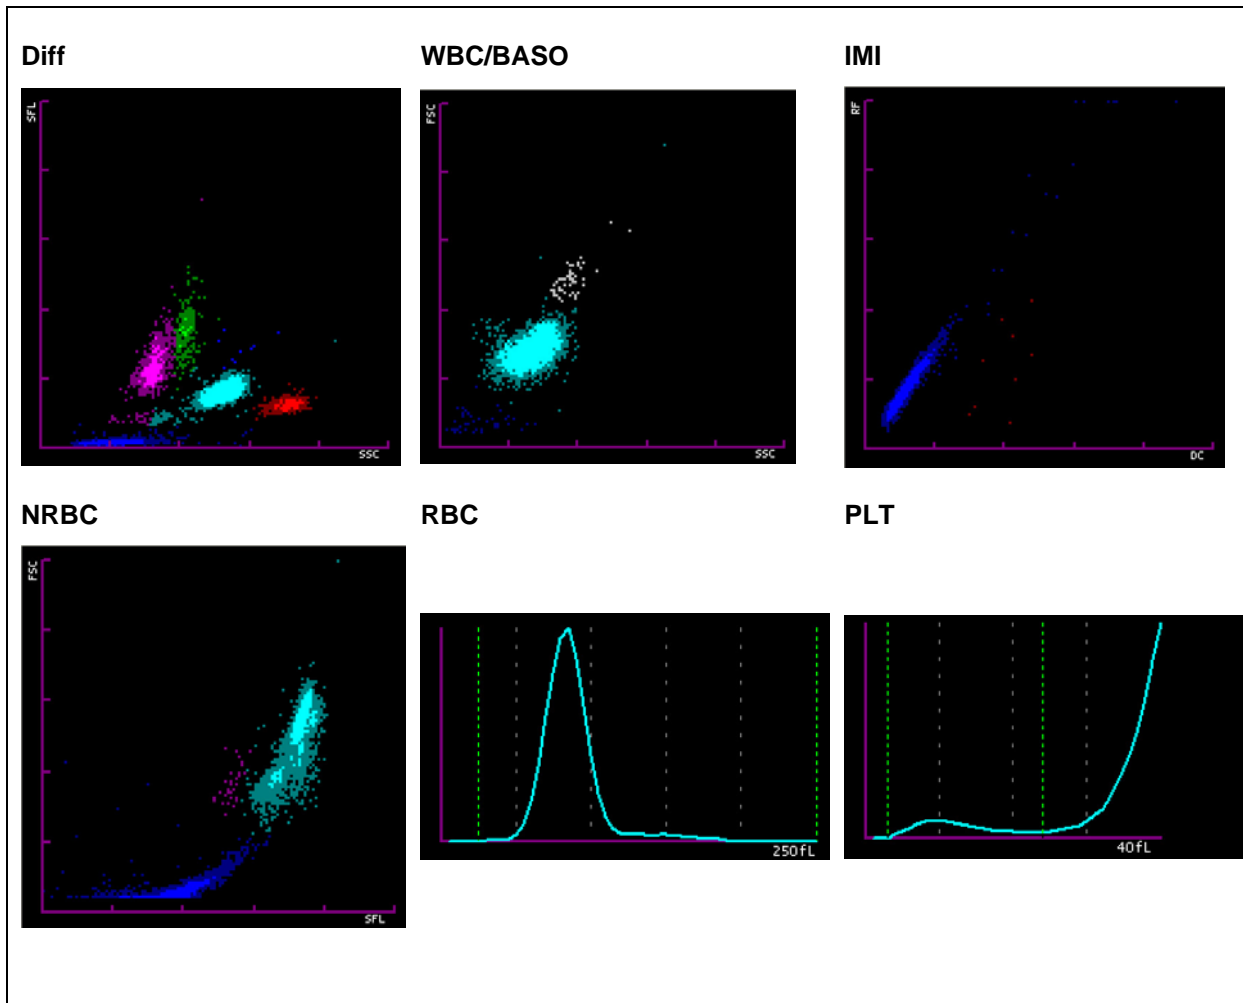 Diff
WBC/BASO
IMI
SFL
SSC
FSC
SSC
RF
DC
NRBC
RBC
PLT
FSC
SFL
250fL
40fL